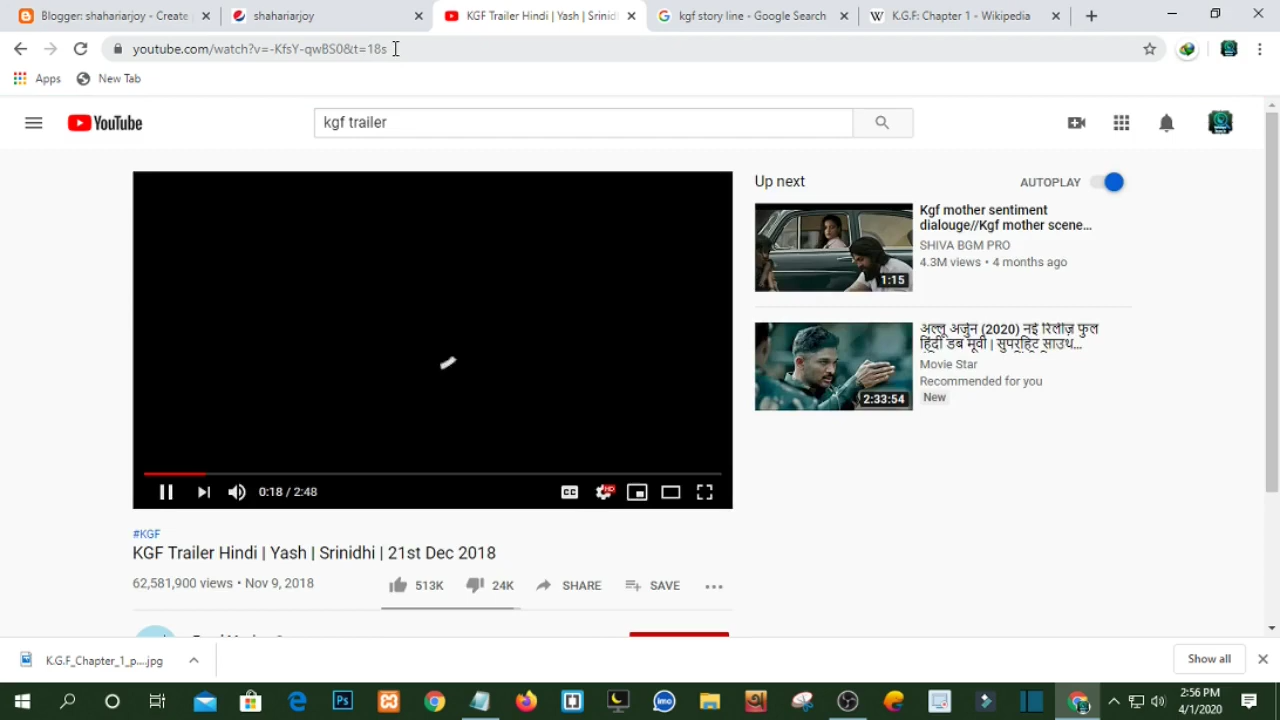 Blogger: shahariarjoy - Create
shahariarjoy
KGF Trailer Hindi | Yash | Srinid
kgf story line - Google Search
K.G.F: Chapter 1 - Wikipedia
youtube.com/watch?v=-KfsY-qwBS0&t=18s
Apps
New Tab
YouTube
kgf trailer
Up next
AUTOPLAY
Kgf mother sentiment
dialouge//Kgf mother scene...
SHIVA BGM PRO
4.3M views • 4 months ago
1:15
अल्लू अर्जुन (2020) नई रिलीज़ फुल
हिंदी डब मूवी | सुपरहिट साउथ...
Movie Star
Recommended for you
New
2:33:54
0:18 / 2:48
CC
HD
#KGF
KGF Trailer Hindi | Yash | Srinidhi | 21st Dec 2018
62,581,900 views • Nov 9, 2018
513K
24K
SHARE
SAVE
K.G.F_Chapter_1_p....jpg
Show all
Ps
imo
2:56 PM
4/1/2020